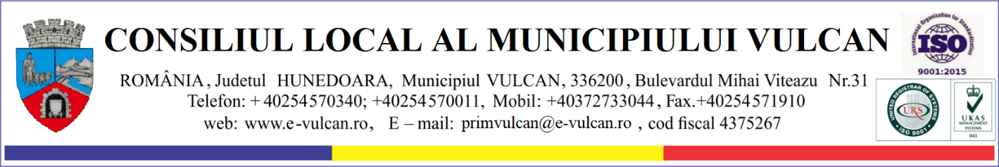 CONSILIUL LOCAL AL MUNICIPIULUI VULCAN
ROMÂNIA, Judetul HUNEDOARA, Municipiul VULCAN, 336200, Bulevardul Mihai Viteazu Nr.31
Telefon: + 40254570340; +40254570011, Mobil: +40372733044, Fax.+40254571910
web: www.e-vulcan.ro, E – mail: primvulcan@e-vulcan.ro , cod fiscal 4375267
International Organization for Standardization
ISO
9001:2015
UNITED REGISTRAR OF SYSTEMS
URS
ISO 9001
UKAS
MANAGEMENT
SYSTEMS
043